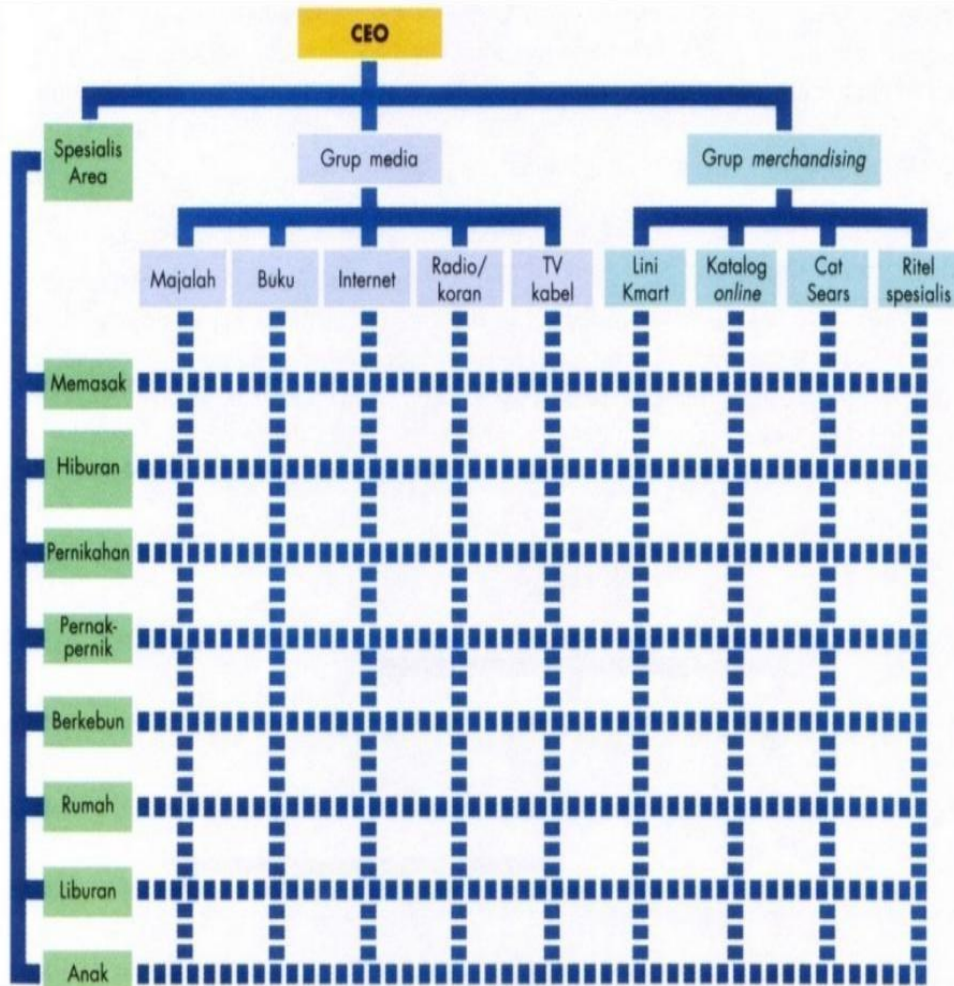 CEO
Spesialis
Area
Grup media
Grup merchandising
Majalah
Buku
Internet
Radio/
koran
TV
kabel
Lini
Kmart
Katalog
online
Cat
Sears
Ritel
spesialis
Memasak
Hiburan
Pernikahan
Pernak-
pernik
Berkebun
Rumah
Liburan
Anak